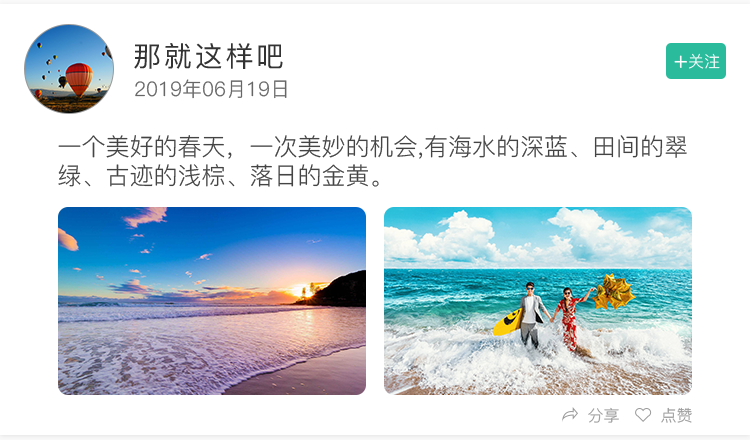 那就这样吧
2019年06月19日
+关注
一个美好的春天，一次美妙的机会,有海水的深蓝、田间的翠
绿、古迹的浅棕、落日的金黄。
分享 点赞